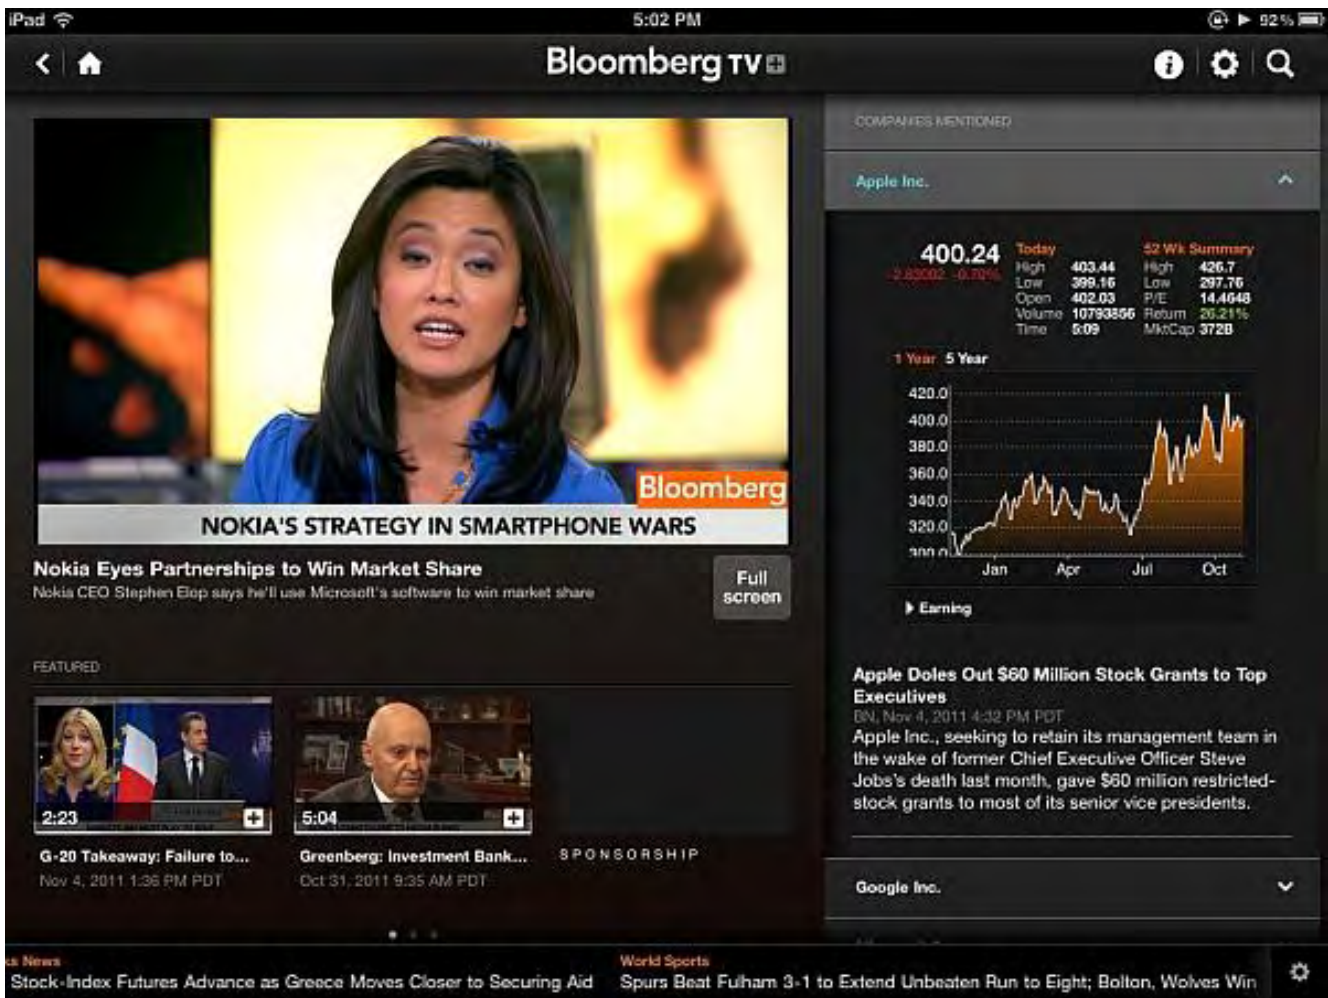 iPad
5:02 PM
92%
Bloomberg TV+
Bloomberg
NOKIA'S STRATEGY IN SMARTPHONE WARS
Nokia Eyes Partnerships to Win Market Share
Nokia CEO Stephen Elop says he'll use Microsoft's software to win market share
Full
screen
FEATURED
2:23
G-20 Takeaway: Failure to...
Nov 4, 2011 1:36 PM PDT
5:04
Greenberg: Investment Bank...
Oct 31, 2011 9:35 AM PDT
SPONSORSHIP
COMPANIES MENTIONED
Apple Inc.
400.24
-2.83002 -0.70%
Today
High 403.44
Low 399.16
Open 402.03
Volume 10793856
Time 5:09
52 Wk Summary
High 426.7
Low 297.76
P/E 14.4648
Return 26.21%
MktCap 372B
1 Year 5 Year
420.0
400.0
380.0
360.0
340.0
320.0
300.0
Jan Apr Jul Oct
Earning
Apple Doles Out $60 Million Stock Grants to Top
Executives
BN, Nov 4, 2011 4:32 PM PDT
Apple Inc., seeking to retain its management team in
the wake of former Chief Executive Officer Steve
Jobs's death last month, gave $60 million restricted-
stock grants to most of its senior vice presidents.
Google Inc.
News
Stock-Index Futures Advance as Greece Moves Closer to Securing Aid
World Sports
Spurs Beat Fulham 3-1 to Extend Unbeaten Run to Eight; Bolton, Wolves Win